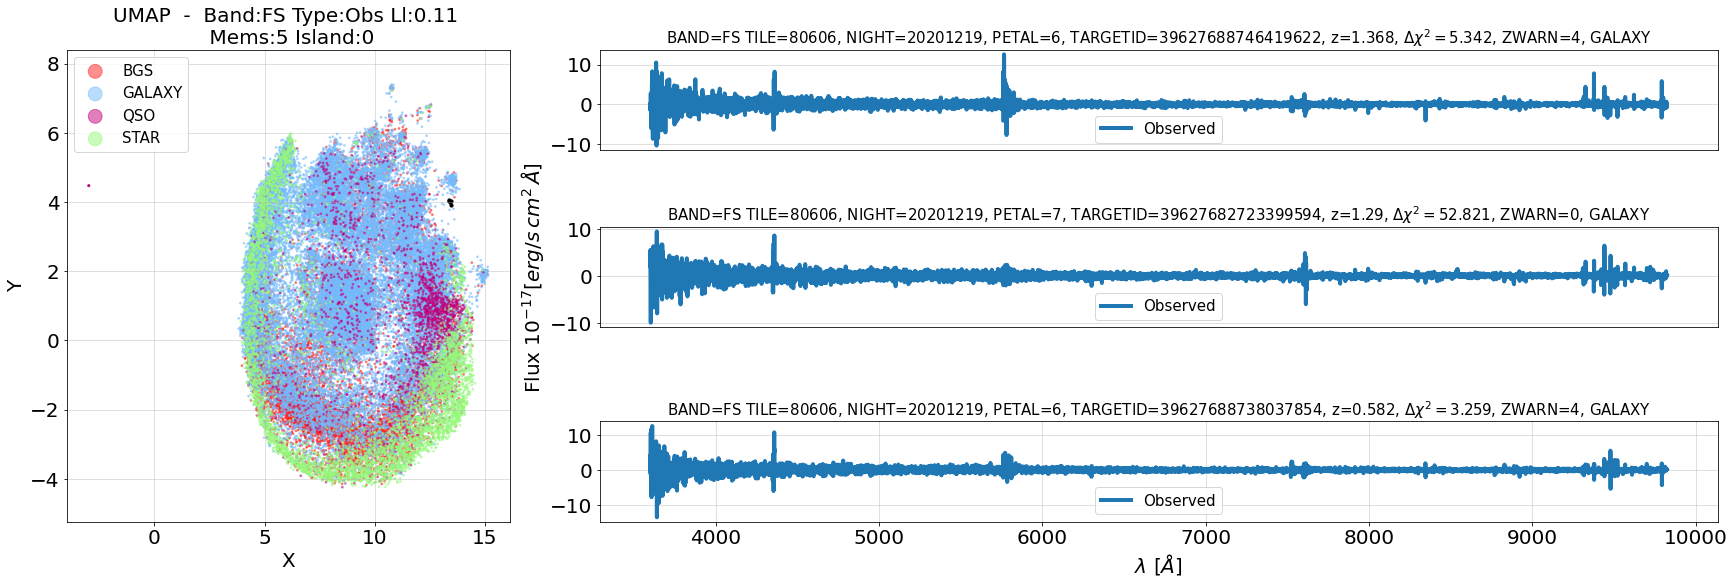 UMAP  -  Band:FS Type:Obs Ll:0.11
Mems:5 Island:0
8
6
4
2
0
−2
−4
Y
BGS
GALAXY
QSO
STAR
0
5
10
15
X
Flux 10⁻¹⁷[erg/s cm² Å]
BAND=FS TILE=80606, NIGHT=20201219, PETAL=6, TARGETID=39627688746419622, z=1.368, Δχ² = 5.342, ZWARN=4, GALAXY
10
0
−10
Observed
BAND=FS TILE=80606, NIGHT=20201219, PETAL=7, TARGETID=39627682723399594, z=1.29, Δχ² = 52.821, ZWARN=0, GALAXY
10
0
−10
Observed
BAND=FS TILE=80606, NIGHT=20201219, PETAL=6, TARGETID=39627688738037854, z=0.582, Δχ² = 3.259, ZWARN=4, GALAXY
10
0
−10
Observed
4000
5000
6000
7000
8000
9000
10000
λ [Å]